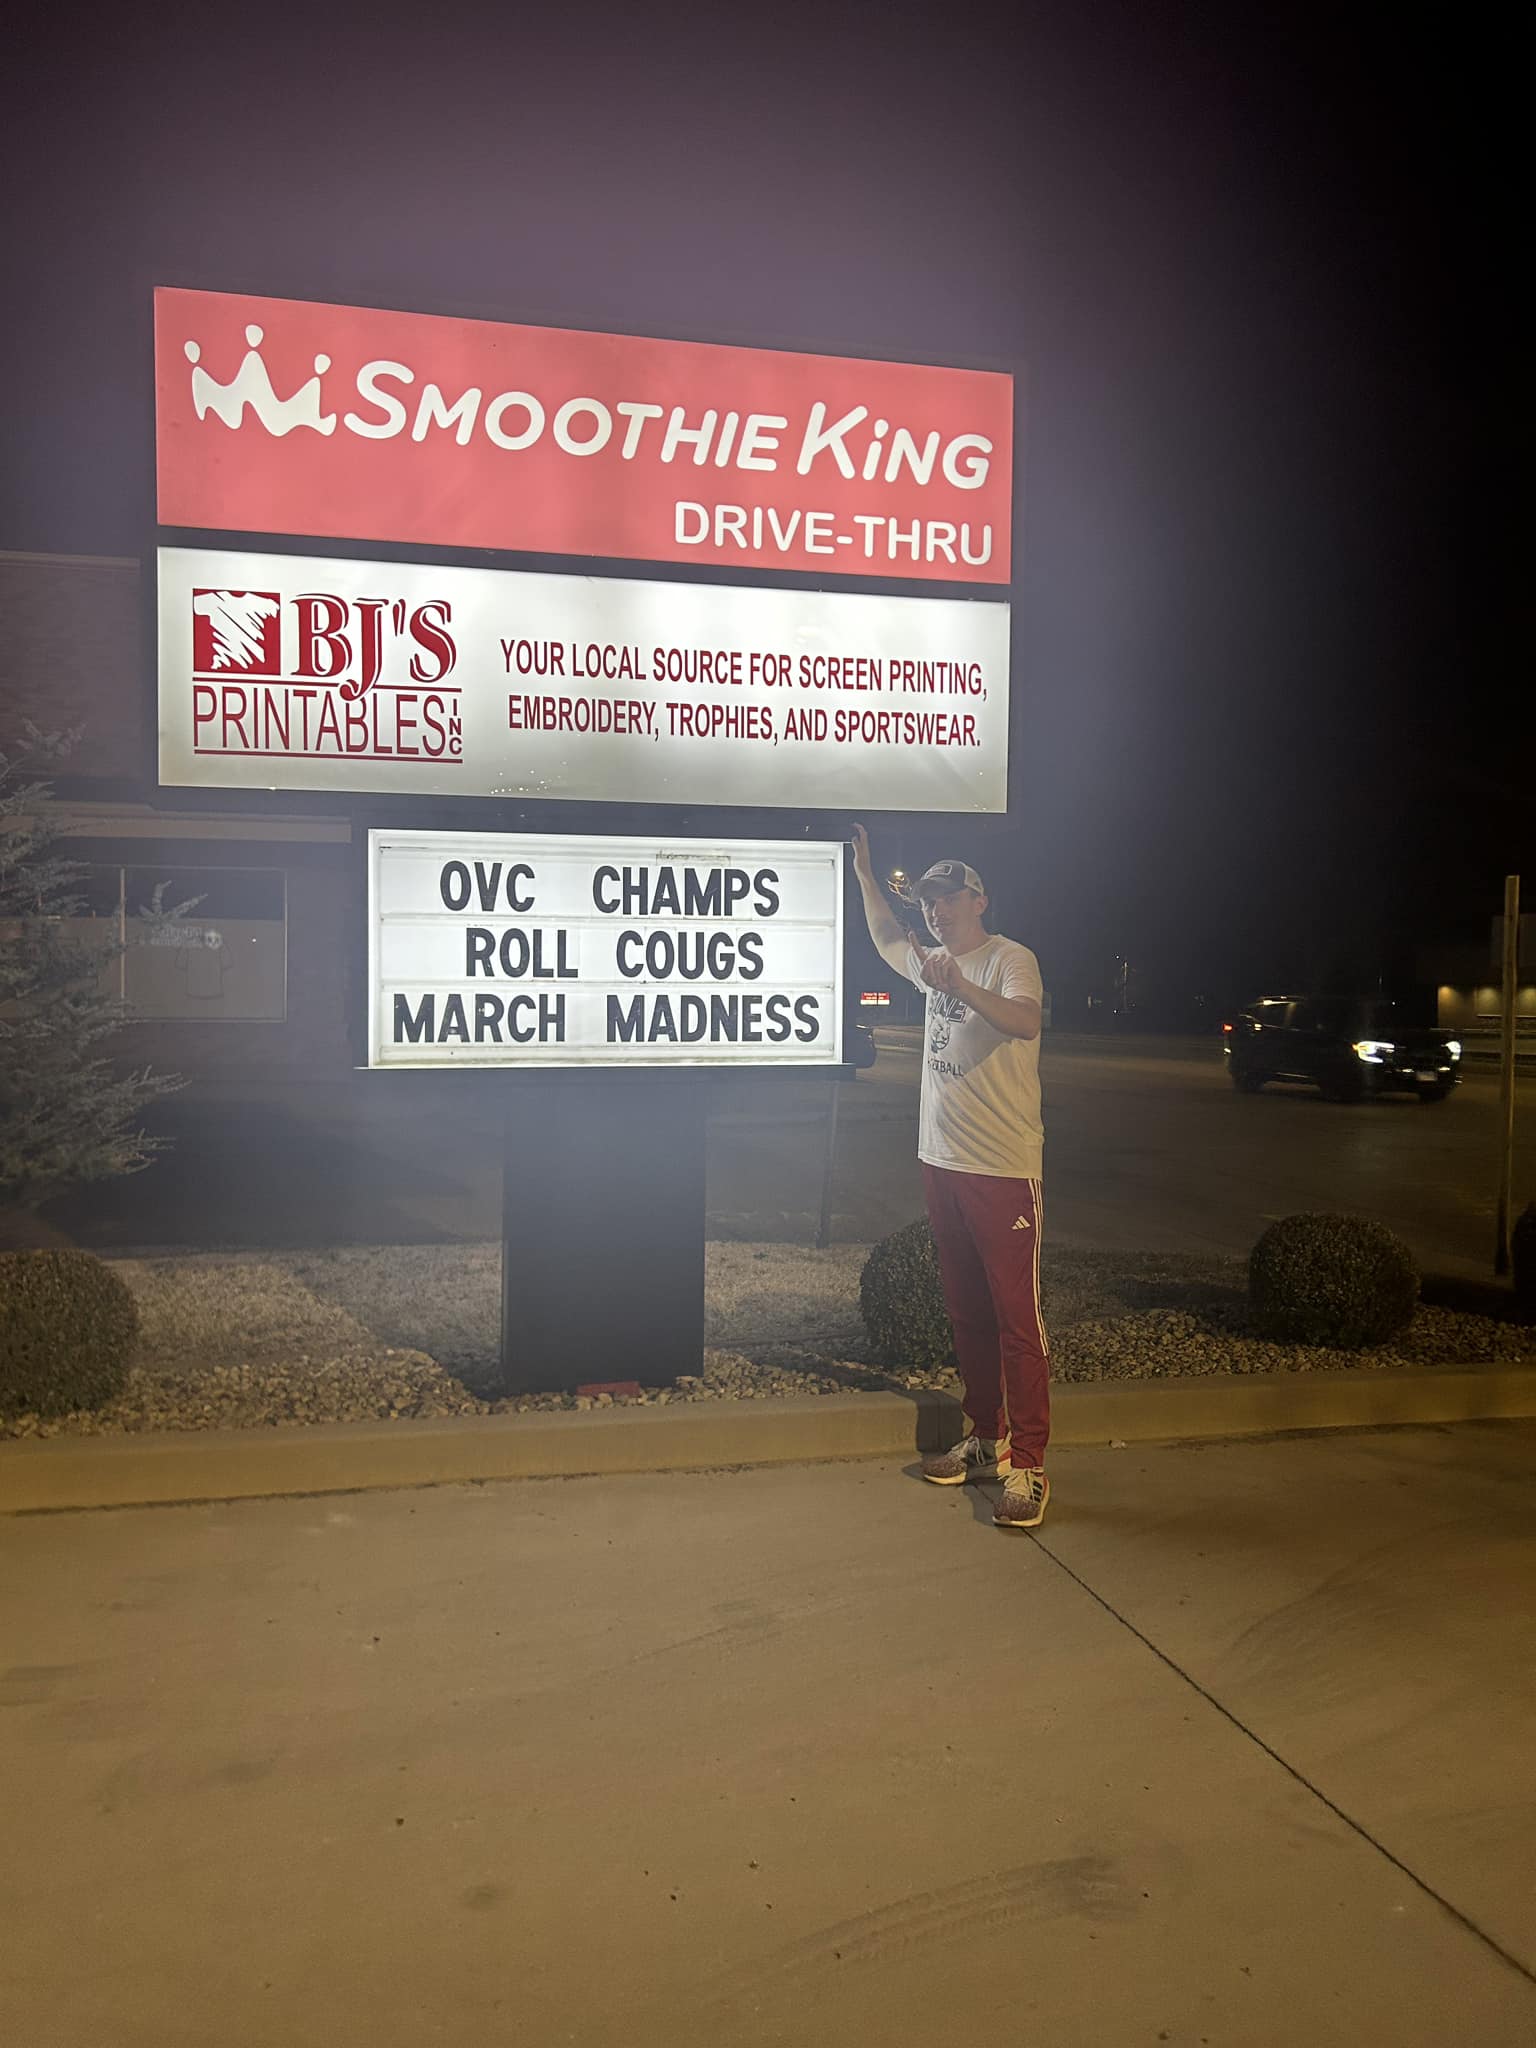 SMOOTHIE KING
DRIVE-THRU
BJ'S
PRINTABLES INC
YOUR LOCAL SOURCE FOR SCREEN PRINTING,
EMBROIDERY, TROPHIES, AND SPORTSWEAR.
OVC CHAMPS
ROLL COUGS
MARCH MADNESS